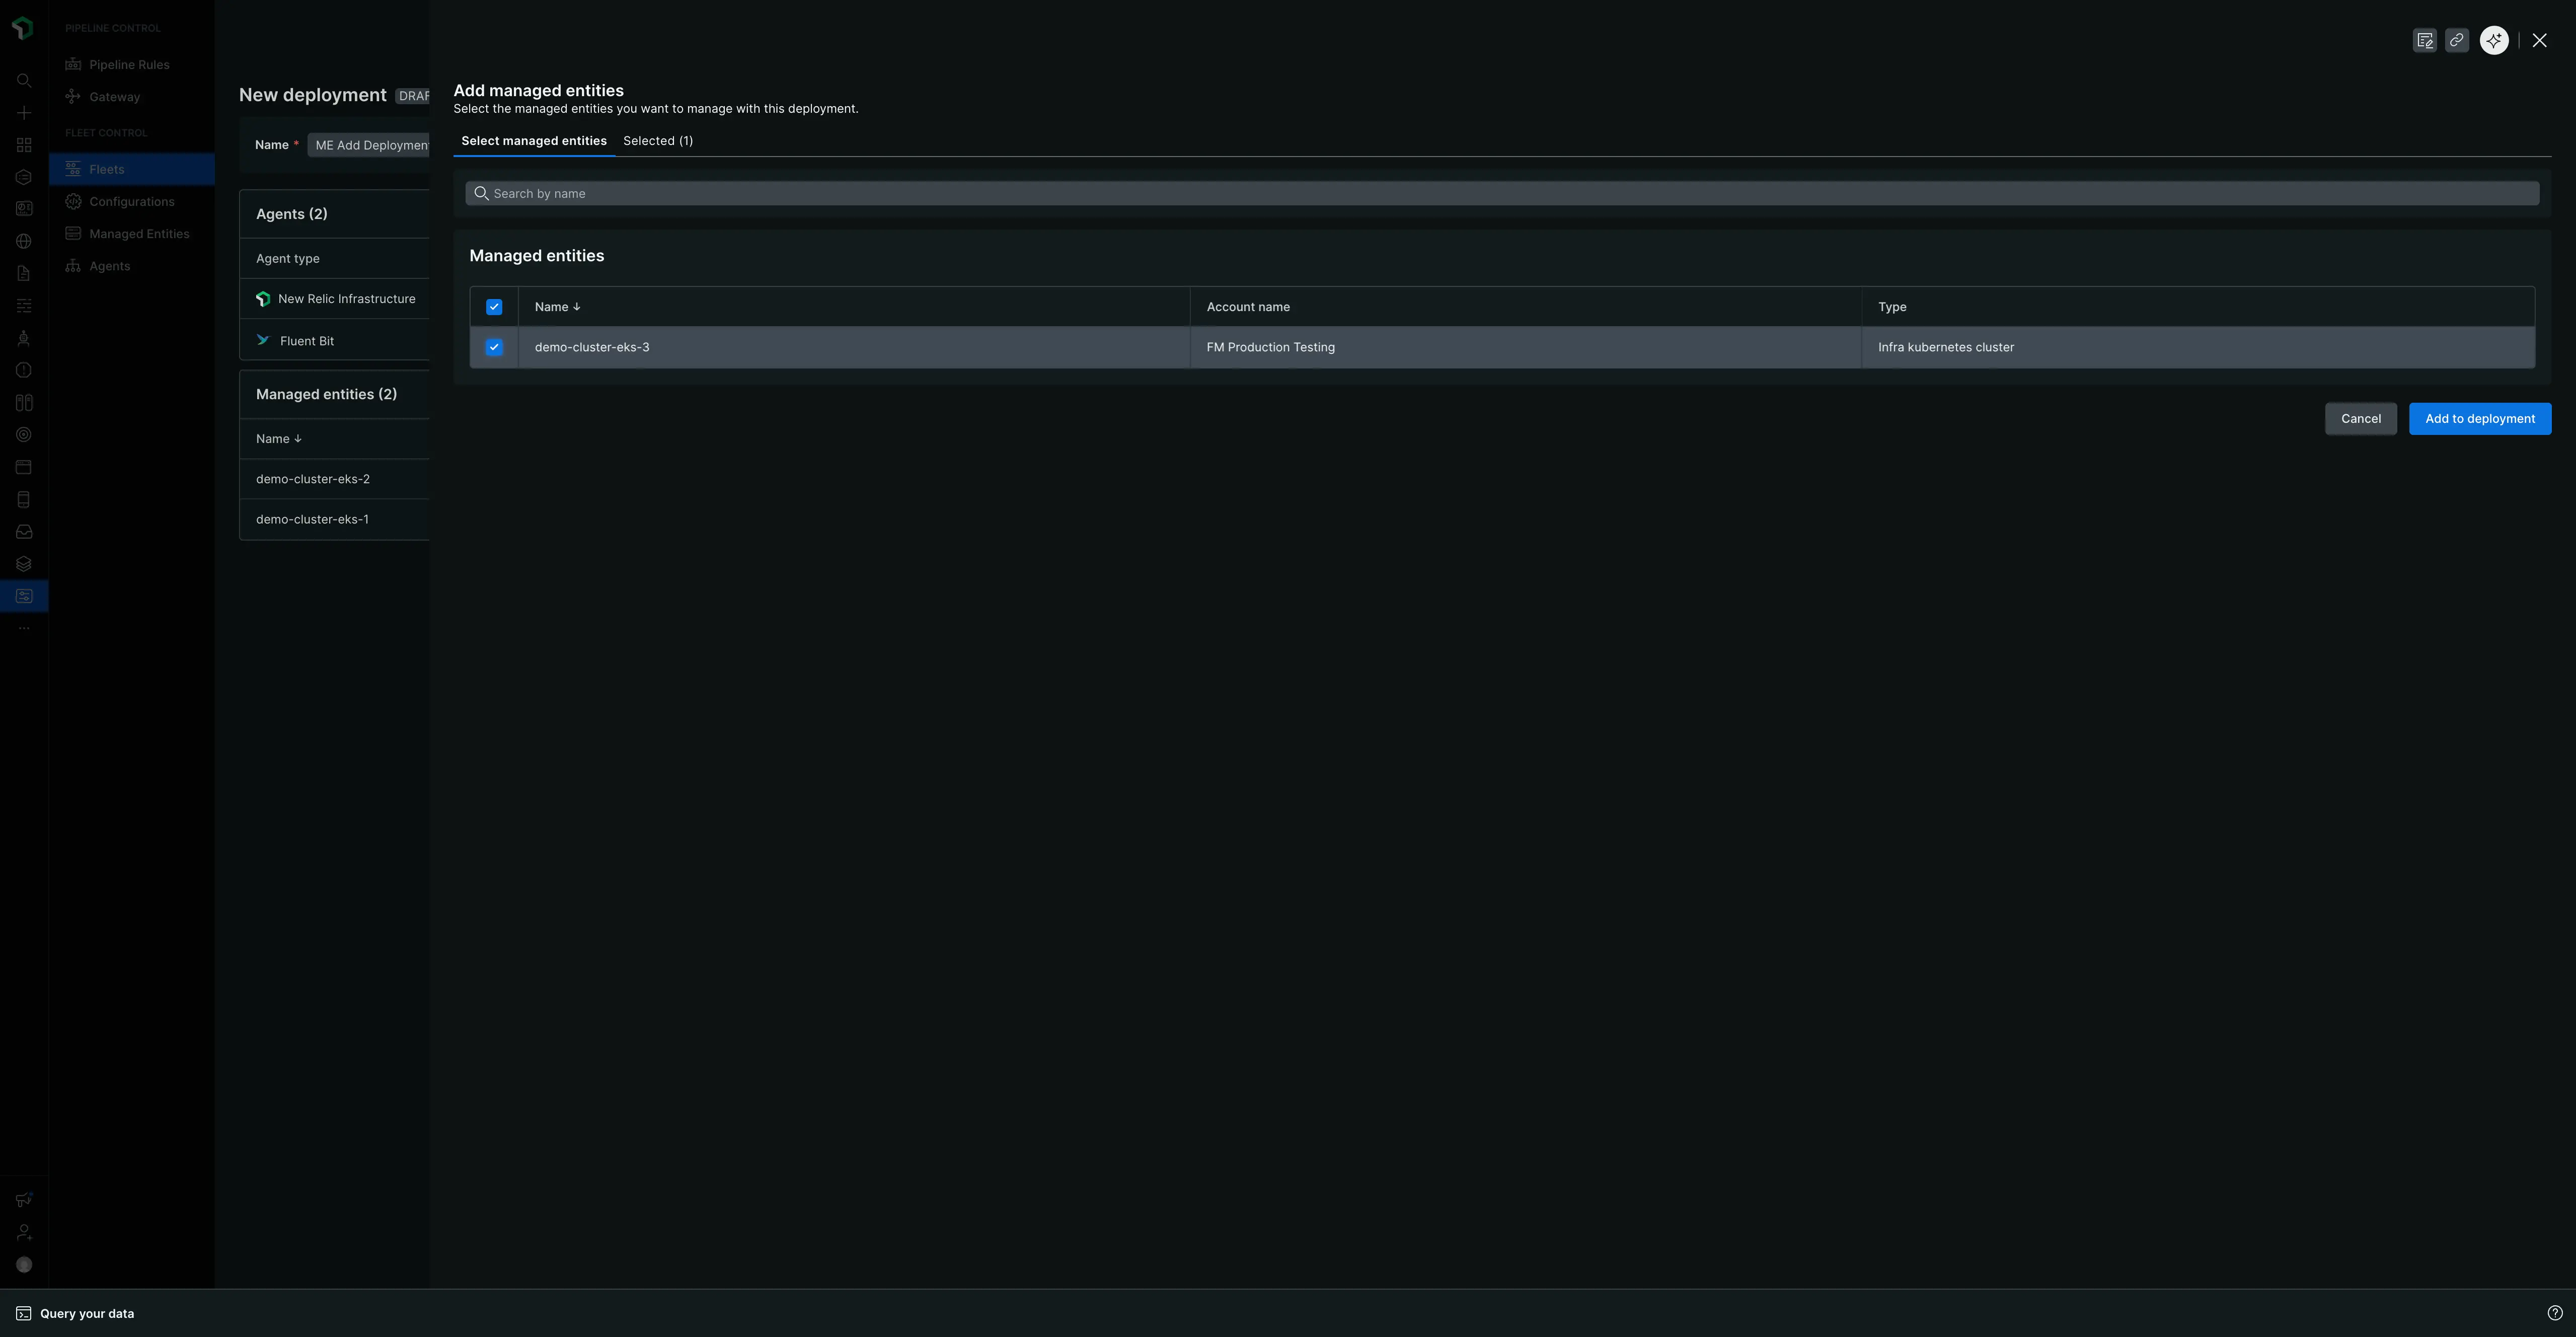 PIPELINE CONTROL
Pipeline Rules
Gateway
FLEET CONTROL
Fleets
Configurations
Managed Entities
Agents
New deployment DRAF
Name * ME Add Deploymen
Agents (2)
Agent type
New Relic Infrastructure
Fluent Bit
Managed entities (2)
Name ↓
demo-cluster-eks-2
demo-cluster-eks-1
Add managed entities
Select the managed entities you want to manage with this deployment.
Select managed entities Selected (1)
Search by name
Managed entities
Name ↓ Account name Type
demo-cluster-eks-3 FM Production Testing Infra kubernetes cluster
Cancel Add to deployment
Query your data